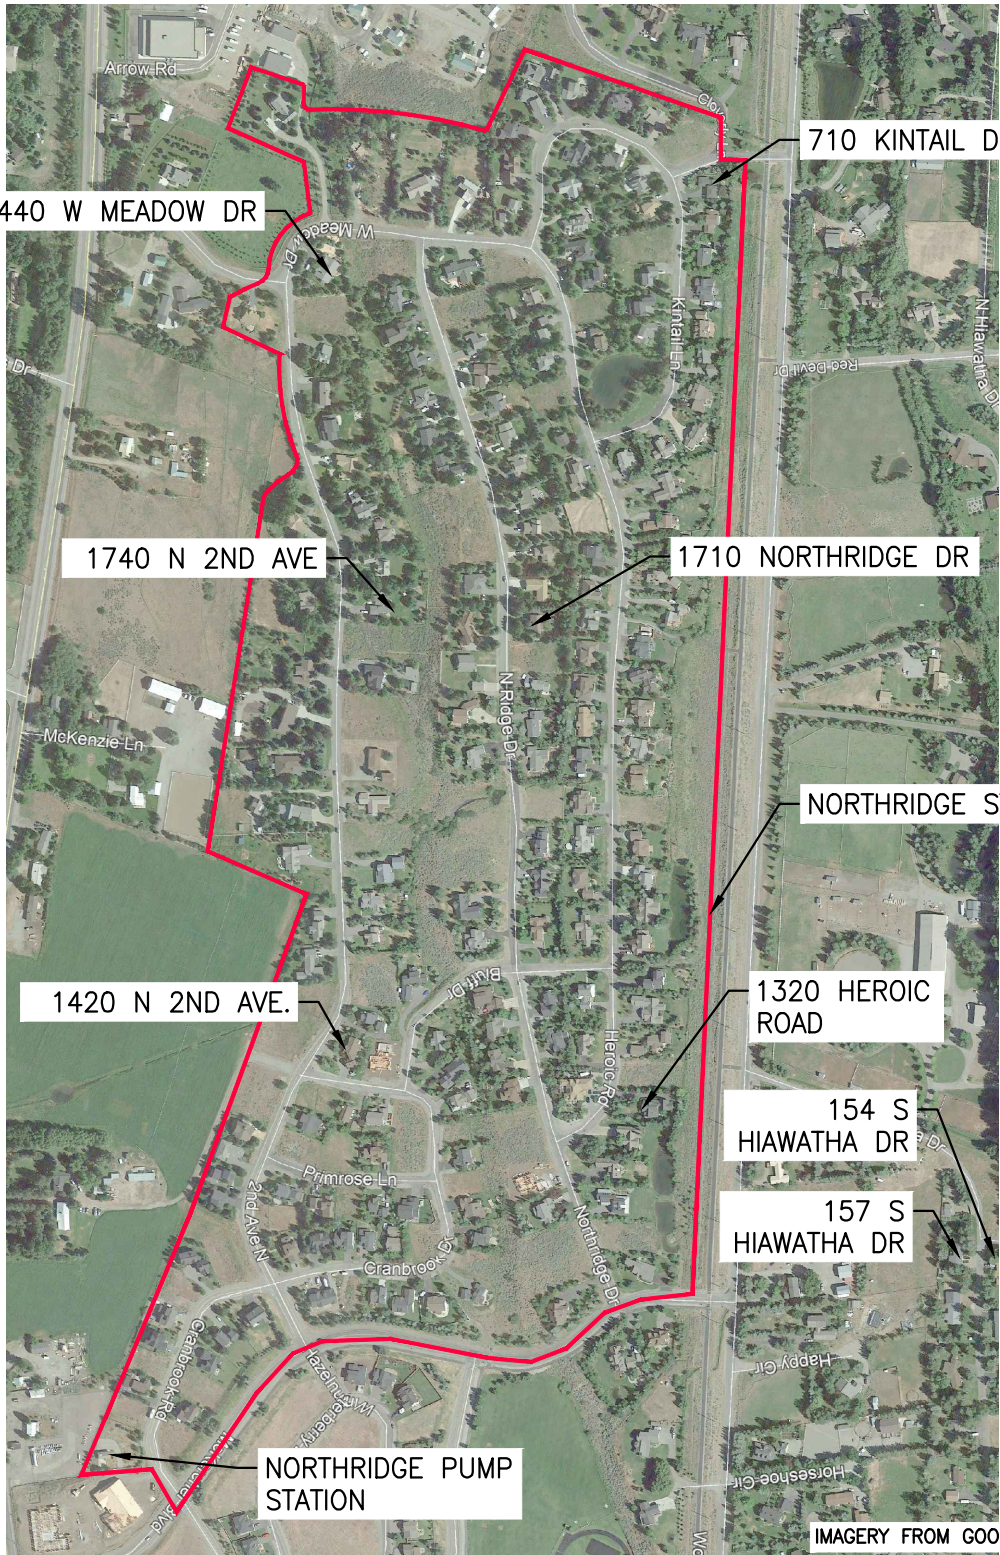 Arrow Rd
710 KINTAIL D
440 W MEADOW DR
W Meadow Dr
Kintail Ln
Red Devil Dr
N Hiawatha D
Dr
1740 N 2ND AVE
1710 NORTHRIDGE DR
N Ridge Dr
McKenzie Ln
NORTHRIDGE S
Bluff Dr
1420 N 2ND AVE.
1320 HEROIC
ROAD
Heroic Rd
154 S
HIAWATHA DR
Dr
Primrose Ln
2nd Ave N
157 S
HIAWATHA DR
Northridge Dr
Cranbrook Dr
Cranbrook Rd
Happy Cir
Horseshoe Cir
NORTHRIDGE PUMP
STATION
IMAGERY FROM GOO